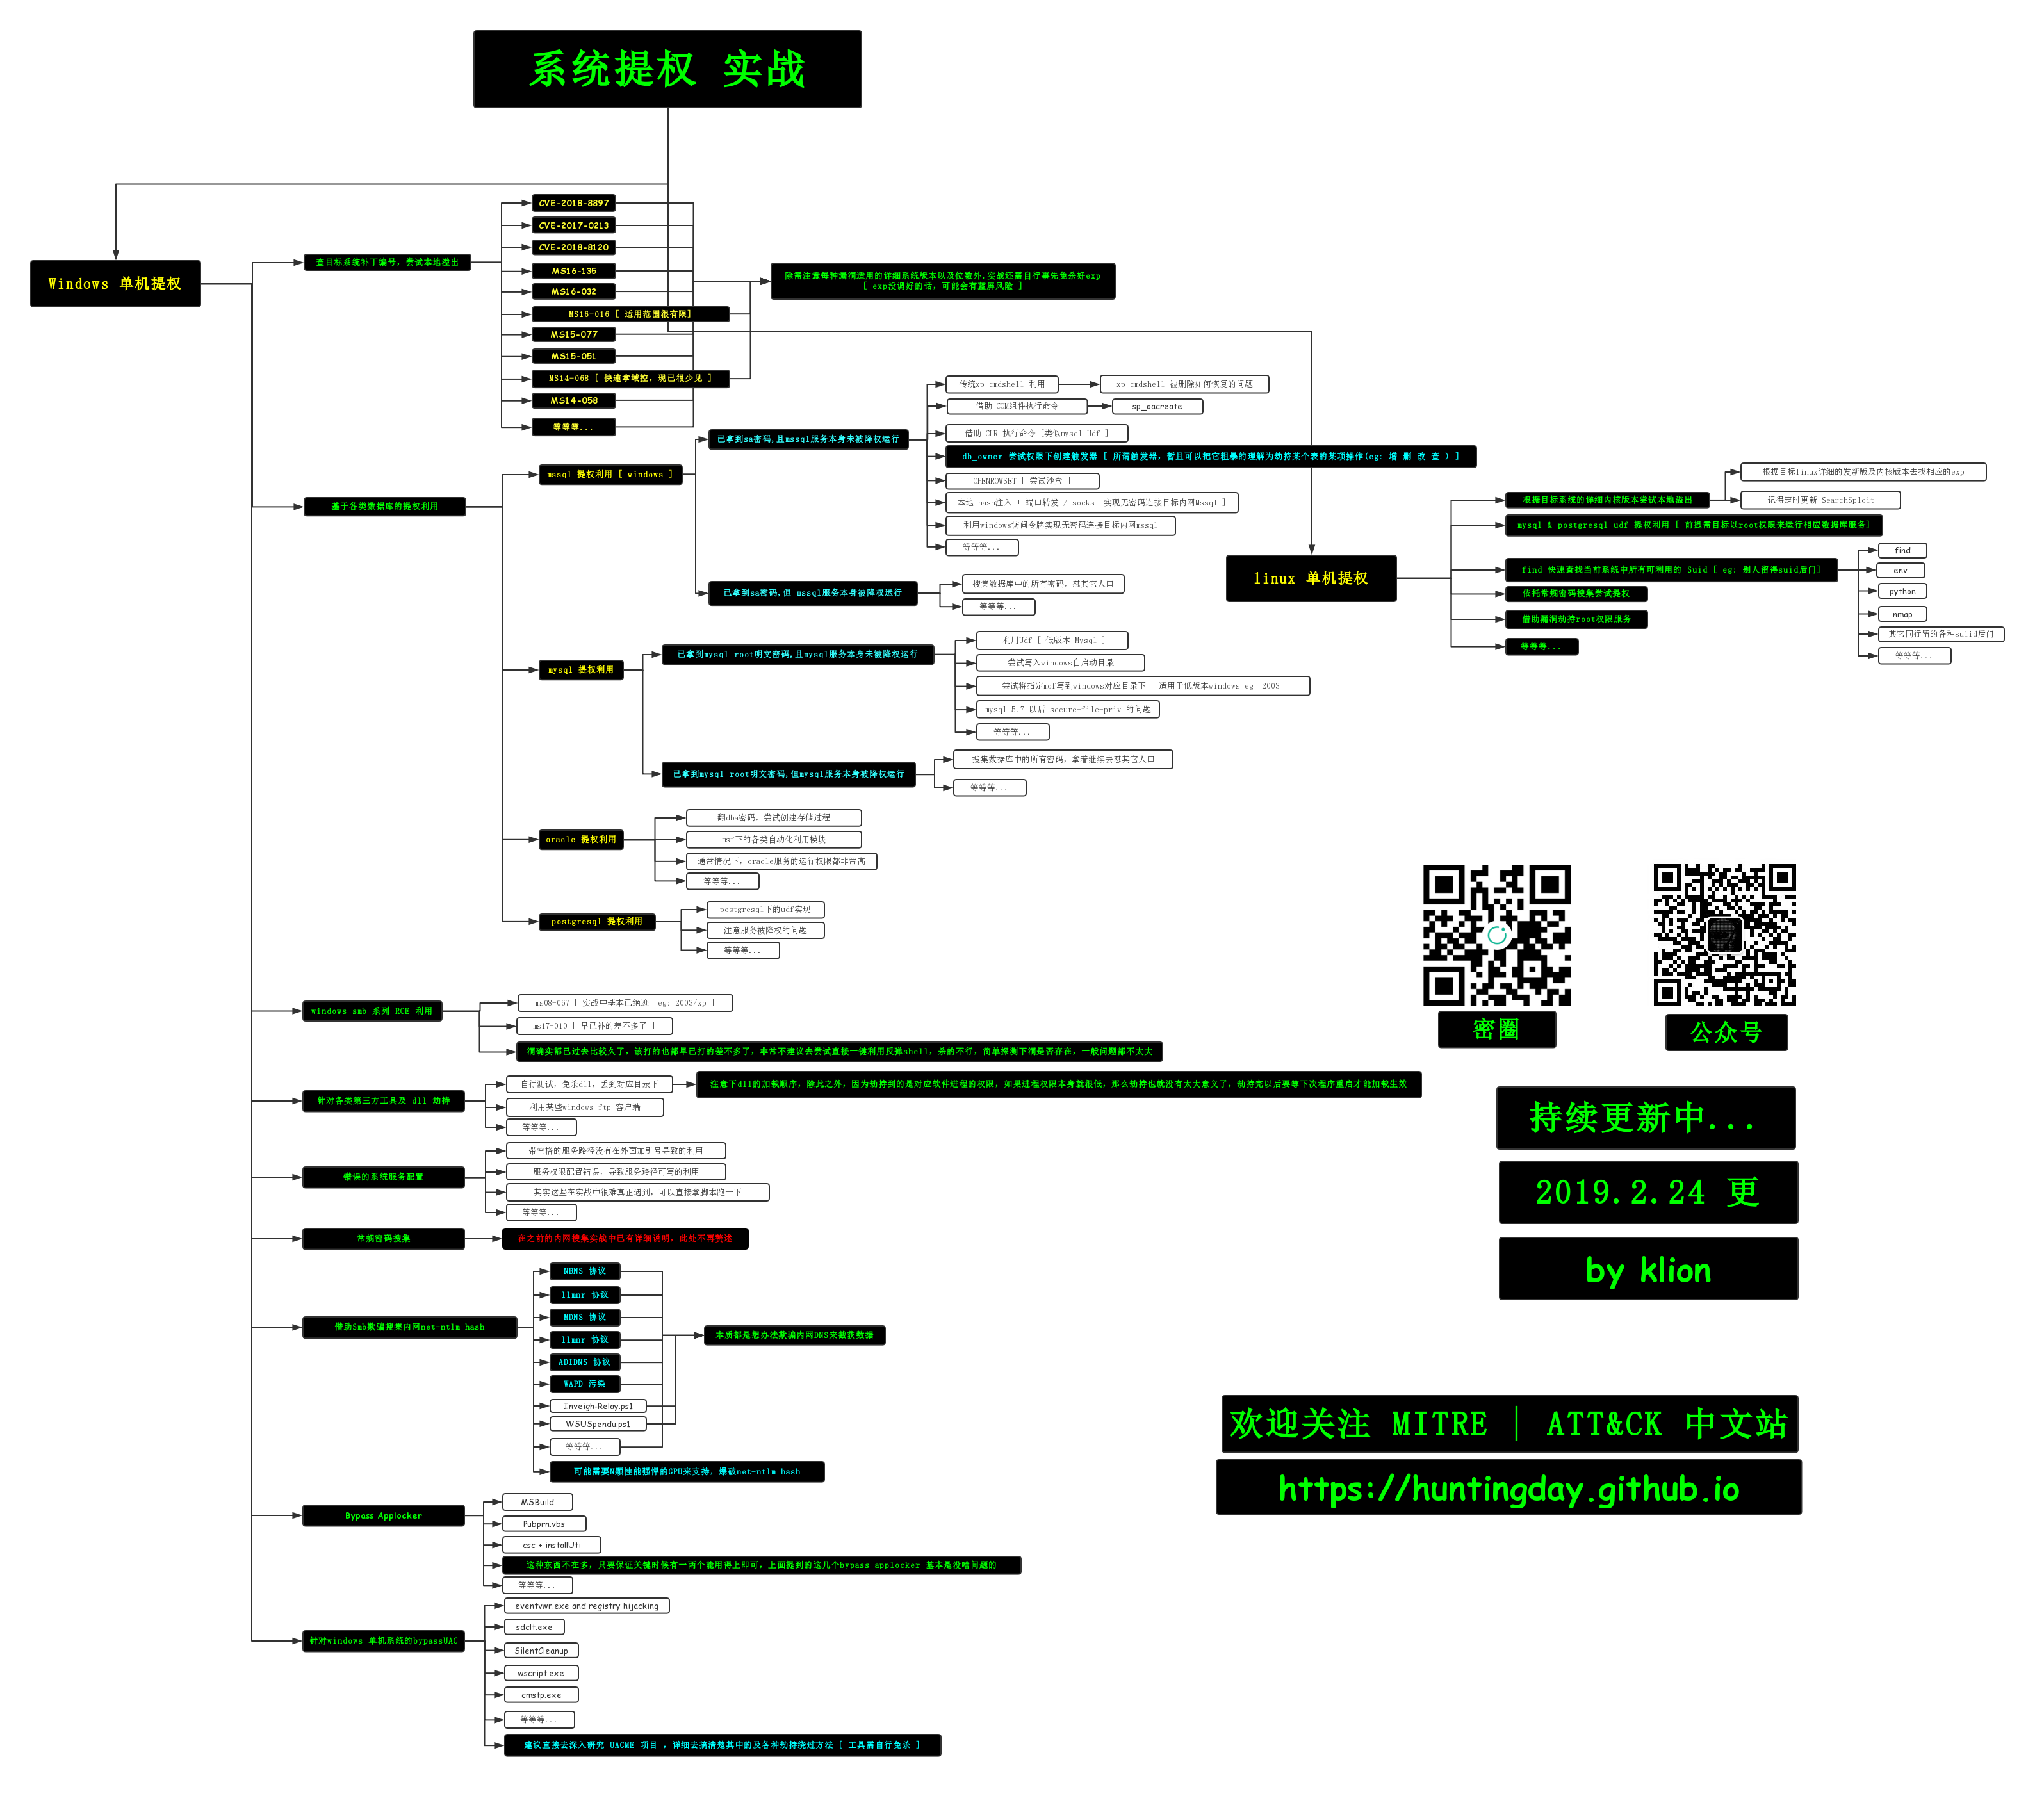 系统提权 实战
Windows 单机提权
查目标系统补丁编号，尝试本地溢出
CVE-2018-8897
CVE-2017-0213
CVE-2018-8120
MS16-135
MS16-032
MS16-016 [ 适用范围很有限]
MS15-077
MS15-051
MS14-068 [ 快速拿域控，现已很少见 ]
MS14-058
等等等...
除需注意每种漏洞适用的详细系统版本以及位数外,实战还需自行事先免杀好exp
[ exp没调好的话，可能会有蓝屏风险 ]
基于各类数据库的提权利用
mssql 提权利用 [ windows ]
已拿到sa密码,且mssql服务本身未被降权运行
传统xp_cmdshell 利用
xp_cmdshell 被删除如何恢复的问题
借助 COM组件执行命令
sp_oacreate
借助 CLR 执行命令 [类似mysql Udf ]
db_owner 尝试权限下创建触发器 [ 所谓触发器，暂且可以把它粗暴的理解为劫持某个表的某项操作(eg: 增 删 改 查 ) ]
OPENROWSET [ 尝试沙盒 ]
本地 hash注入 + 端口转发 / socks 实现无密码连接目标内网Mssql ]
利用windows访问令牌实现无密码连接目标内网mssql
等等等...
已拿到sa密码,但 mssql服务本身被降权运行
搜集数据库中的所有密码，怼其它入口
等等等...
mysql 提权利用
已拿到mysql root明文密码,且mysql服务本身未被降权运行
利用Udf [ 低版本 Mysql ]
尝试写入windows自启动目录
尝试将指定mof写到windows对应目录下 [ 适用于低版本windows eg: 2003]
mysql 5.7 以后 secure-file-priv 的问题
等等等...
已拿到mysql root明文密码,但mysql服务本身被降权运行
搜集数据库中的所有密码，拿着继续去怼其它入口
等等等...
oracle 提权利用
翻dba密码，尝试创建存储过程
msf下的各类自动化利用模块
通常情况下，oracle服务的运行权限都非常高
等等等...
postgresql 提权利用
postgresql下的udf实现
注意服务被降权的问题
等等等...
windows smb 系列 RCE 利用
ms08-067 [ 实战中基本已绝迹 eg: 2003/xp ]
ms17-010 [ 早已补的差不多了 ]
洞确实都已过去比较久了，该打的也都早已打的差不多了，非常不建议去尝试直接一键利用反弹shell，杀的不行，简单探测下洞是否存在，一般问题都不太大
针对各类第三方工具及 dll 劫持
自行测试，免杀dll，丢到对应目录下
注意下dll的加载顺序，除此之外，因为劫持到的是对应软件进程的权限，如果进程权限本身就很低，那么劫持也就没有太大意义了，劫持完以后要等下次程序重启才能加载生效
利用某些windows ftp 客户端
等等等...
错误的系统服务配置
带空格的服务路径没有在外面加引号导致的利用
服务权限配置错误，导致服务路径可写的利用
其实这些在实战中很难真正遇到，可以直接拿脚本跑一下
等等等...
常规密码搜集
在之前的内网搜集实战中已有详细说明，此处不再赘述
借助Smb欺骗搜集内网net-ntlm hash
NBNS 协议
llmnr 协议
MDNS 协议
llmnr 协议
ADIDNS 协议
WAPD 污染
Inveigh-Relay.ps1
WSUSpendu.ps1
等等等...
可能需要N颗性能强悍的GPU来支持，爆破net-ntlm hash
本质都是想办法欺骗内网DNS来截获数据
Bypass Applocker
MSBuild
Pubprn.vbs
csc + installUti
这种东西不在多，只要保证关键时候有一两个能用得上即可，上面提到的这几个bypass applocker 基本是没啥问题的
等等等...
针对windows 单机系统的bypassUAC
eventvwr.exe and registry hijacking
sdclt.exe
SilentCleanup
wscript.exe
cmstp.exe
等等等...
建议直接去深入研究 UACME 项目 ，详细去搞清楚其中的及各种劫持绕过方法 [ 工具需自行免杀 ]
linux 单机提权
根据目标系统的详细内核版本尝试本地溢出
根据目标linux详细的发新版及内核版本去找相应的exp
记得定时更新 SearchSploit
mysql & postgresql udf 提权利用 [ 前提需目标以root权限来运行相应数据库服务]
find 快速查找当前系统中所有可利用的 Suid [ eg: 别人留得suid后门]
find
env
python
nmap
其它同行留的各种suiid后门
等等等...
依托常规密码搜集尝试提权
借助漏洞劫持root权限服务
等等等...
密圈
公众号
持续更新中...
2019.2.24 更
by klion
欢迎关注 MITRE | ATT&CK 中文站
https://huntingday.github.io